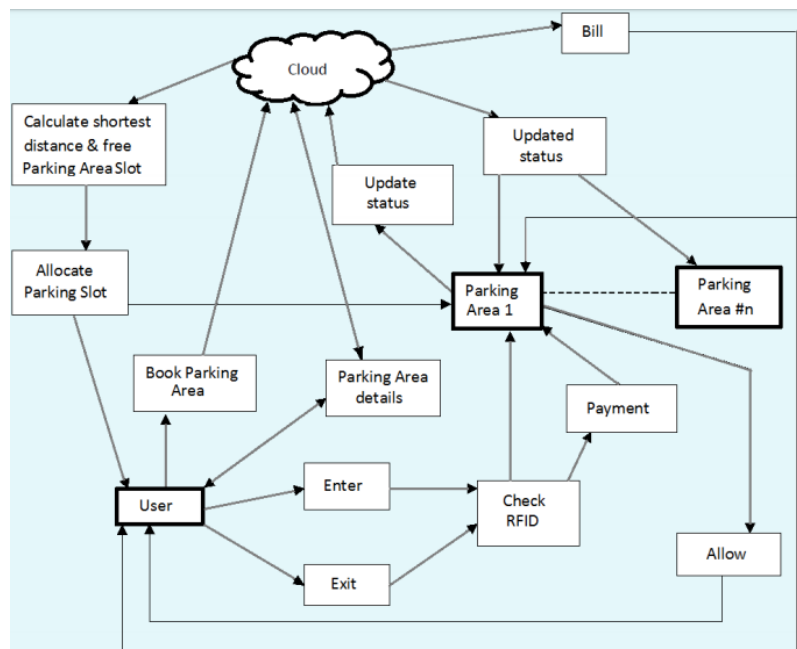 Bill
Cloud
Calculate shortest
distance & free
Parking Area Slot
Updated
status
Update
status
Allocate
Parking Slot
Parking
Area 1
Parking
Area #n
Book Parking
Area
Parking Area
details
Payment
User
Enter
Check
RFID
Exit
Allow